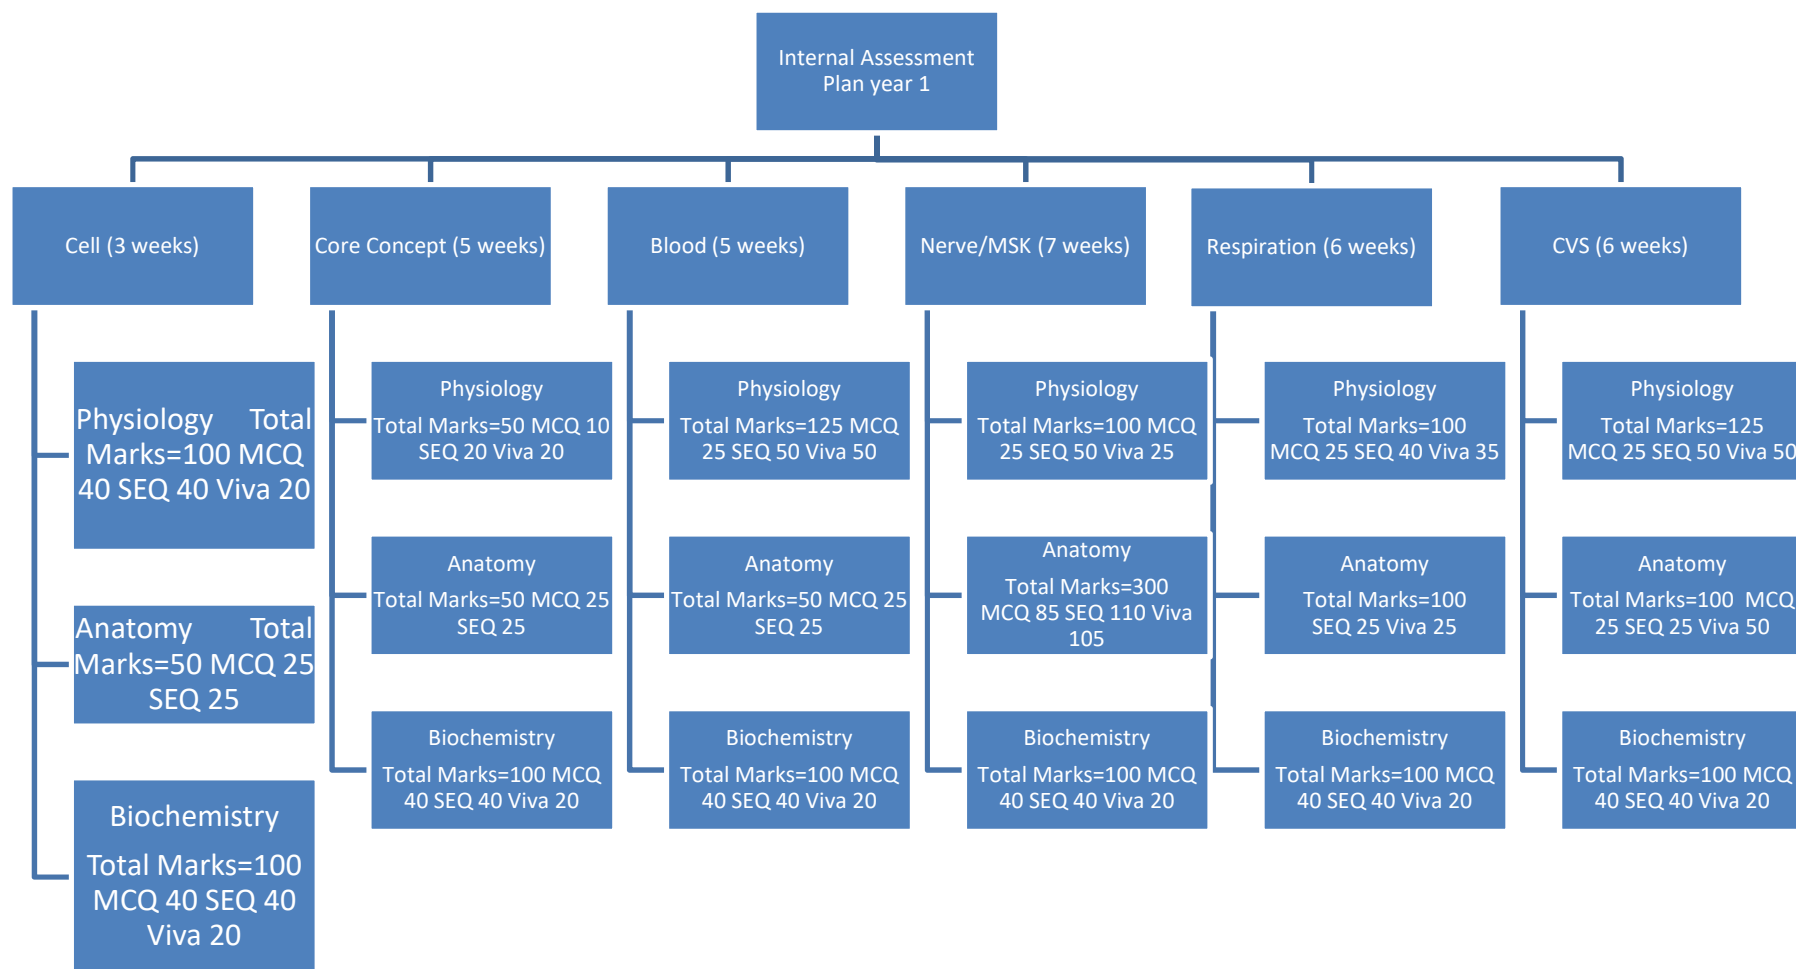 Internal Assessment
Plan year 1
Cell (3 weeks)
Core Concept (5 weeks)
Blood (5 weeks)
Nerve/MSK (7 weeks)
Respiration (6 weeks)
CVS (6 weeks)
Physiology Total
Marks=100 MCQ
40 SEQ 40 Viva 20
Anatomy Total
Marks=50 MCQ 25
SEQ 25
Biochemistry
Total Marks=100
MCQ 40 SEQ 40
Viva 20
Physiology
Total Marks=50 MCQ 10
SEQ 20 Viva 20
Anatomy
Total Marks=50 MCQ 25
SEQ 25
Biochemistry
Total Marks=100 MCQ
40 SEQ 40 Viva 20
Physiology
Total Marks=125 MCQ
25 SEQ 50 Viva 50
Anatomy
Total Marks=50 MCQ 25
SEQ 25
Biochemistry
Total Marks=100 MCQ
40 SEQ 40 Viva 20
Physiology
Total Marks=100 MCQ
25 SEQ 50 Viva 25
Anatomy
Total Marks=300
MCQ 85 SEQ 110 Viva
105
Biochemistry
Total Marks=100 MCQ
40 SEQ 40 Viva 20
Physiology
Total Marks=100
MCQ 25 SEQ 40 Viva 35
Anatomy
Total Marks=100
SEQ 25 Viva 25
Biochemistry
Total Marks=100 MCQ
40 SEQ 40 Viva 20
Physiology
Total Marks=125
MCQ 25 SEQ 50 Viva 50
Anatomy
Total Marks=100 MCQ
25 SEQ 25 Viva 50
Biochemistry
Total Marks=100 MCQ
40 SEQ 40 Viva 20